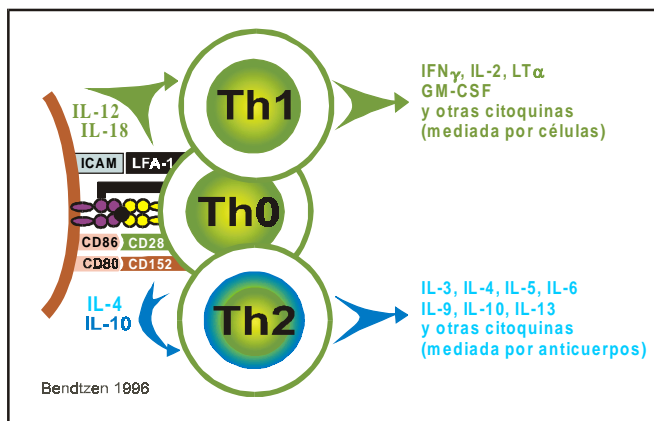 IL-12
IL-18
Th1
IFNγ, IL-2, LTα
GM-CSF
y otras citoquinas
(mediada por células)
ICAM LFA-1
Th0
CD86 CD28
CD80 CD152
IL-4
IL-10
Th2
IL-3, IL-4, IL-5, IL-6
IL-9, IL-10, IL-13
y otras citoquinas
(mediada por anticuerpos)
Bendtzen 1996